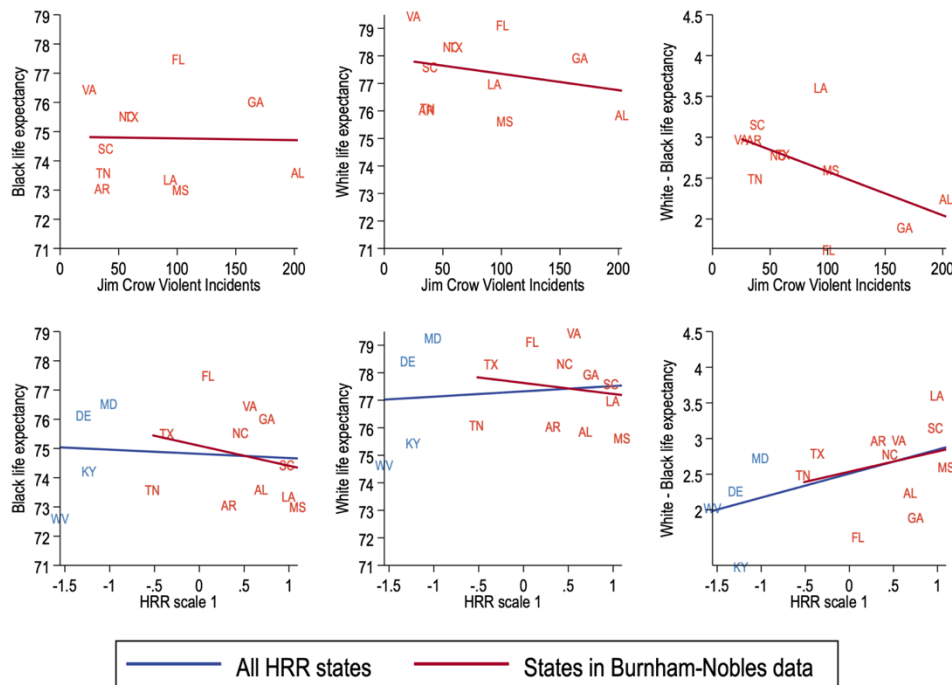 Black life expectancy
79
78
77
76
75
74
73
72
71
VA
FL
GA
NC
TX
SC
TN
AR
LA
MS
AL
0 50 100 150 200
Jim Crow Violent Incidents
White life expectancy
79
78
77
76
75
74
73
72
71
VA
FL
NC
TX
GA
SC
LA
TN
AR
MS
AL
0 50 100 150 200
Jim Crow Violent Incidents
White - Black life expectancy
4.5
4
3.5
3
2.5
2
LA
SC
VA
AR
NC
TX
TN
MS
AL
GA
FL
0 50 100 150 200
Jim Crow Violent Incidents
Black life expectancy
79
78
77
76
75
74
73
72
71
FL
MD
DE
VA
GA
TX
NC
KY
SC
TN
AL
LA
AR
MS
WV
-1.5 -1 -.5 0 .5 1
HRR scale 1
White life expectancy
79
78
77
76
75
74
73
72
71
MD
VA
FL
DE
TX
NC
GA
SC
LA
TN
AR
AL
MS
KY
WV
-1.5 -1 -.5 0 .5 1
HRR scale 1
White - Black life expectancy
4.5
4
3.5
3
2.5
2
LA
SC
AR
VA
MD
TX
NC
MS
TN
DE
AL
WV
GA
FL
KY
-1.5 -1 -.5 0 .5 1
HRR scale 1
All HRR states
States in Burnham-Nobles data